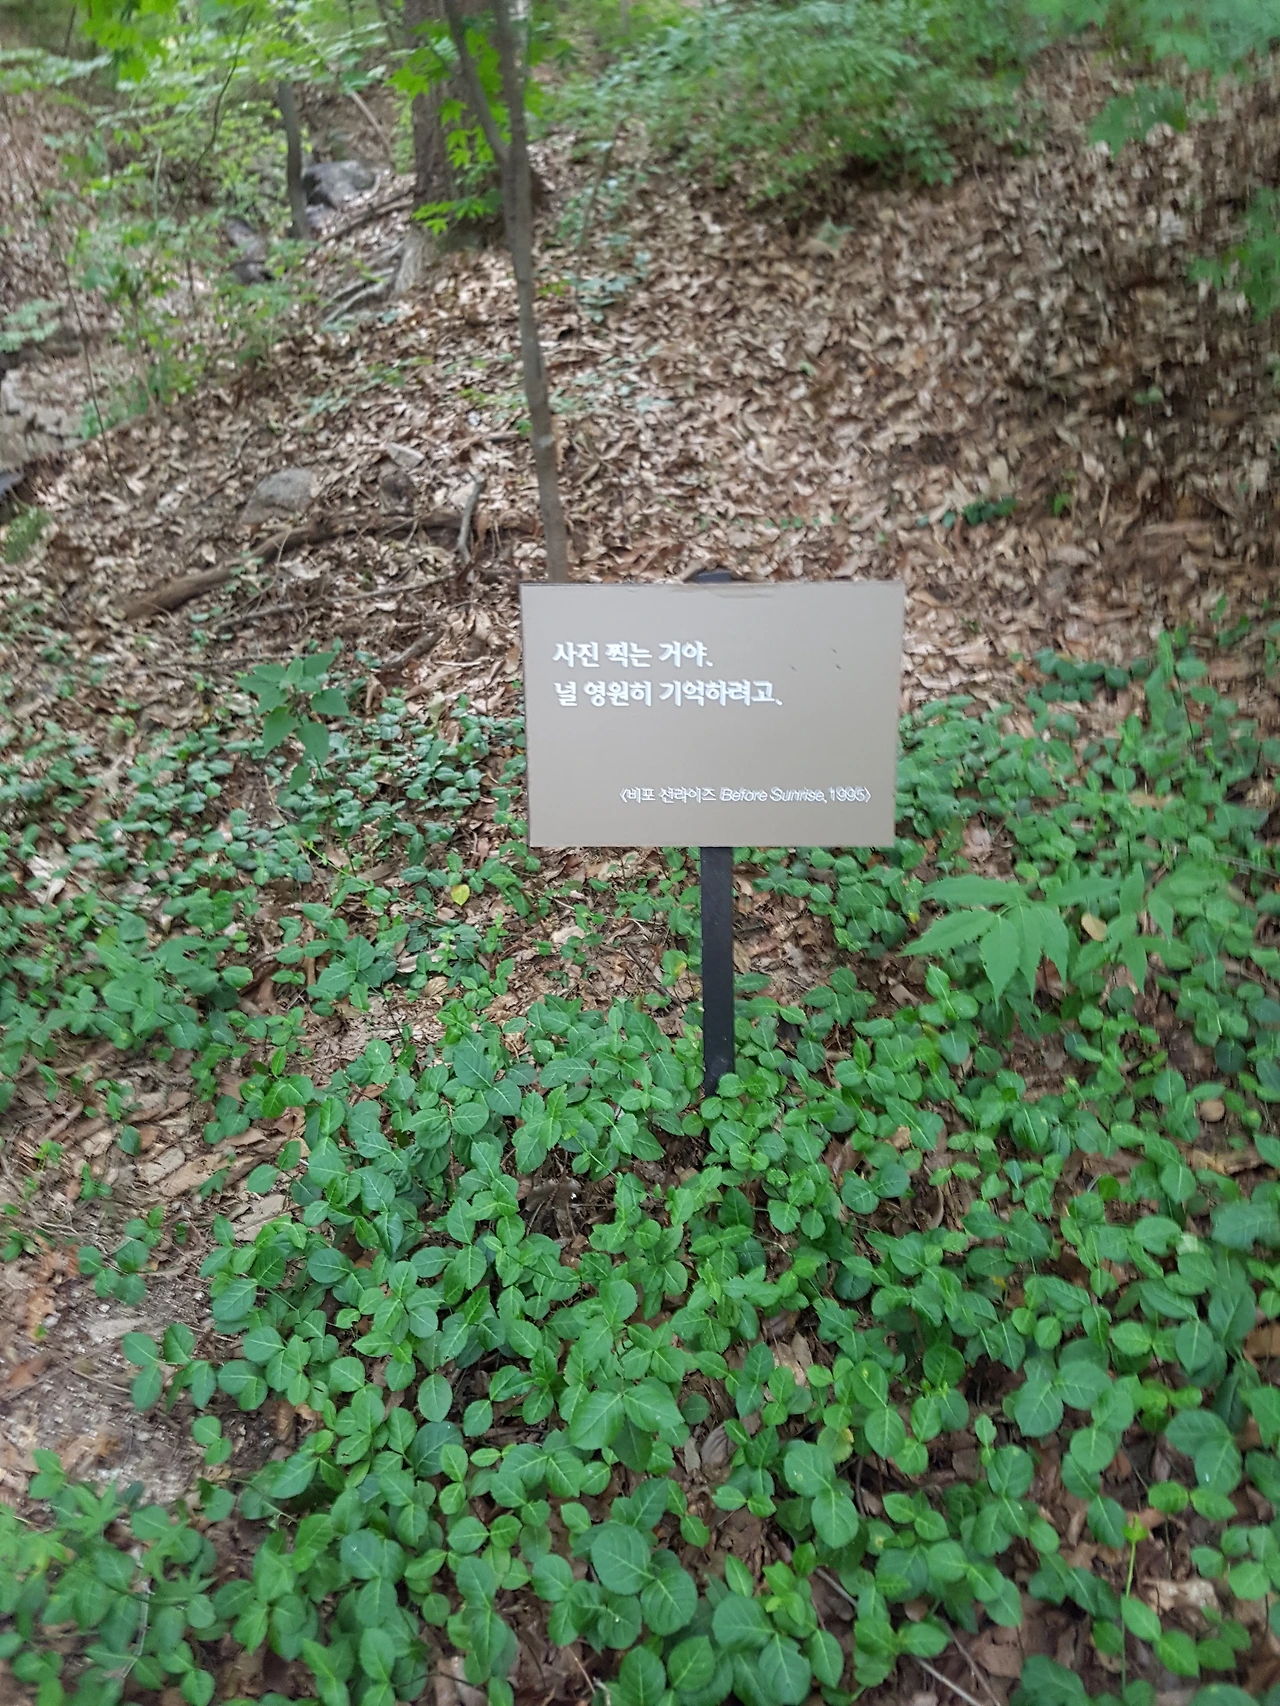 사진 찍는 거야.
널 영원히 기억하려고.
<비포 선라이즈 Before Sunrise, 1995>